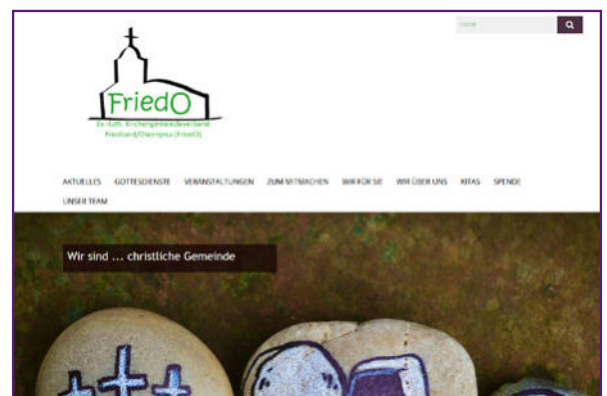 FriedO
Ev.-luth. Kirchengemeindeverband
Friedland/Obernjesa (FriedO)
AKTUELLES GOTTESDIENSTE VERANSTALTUNGEN ZUM MITMACHEN WIR FÜR SIE WIR ÜBER UNS KITAS SPENDE
UNSER TEAM
Wir sind ... christliche Gemeinde